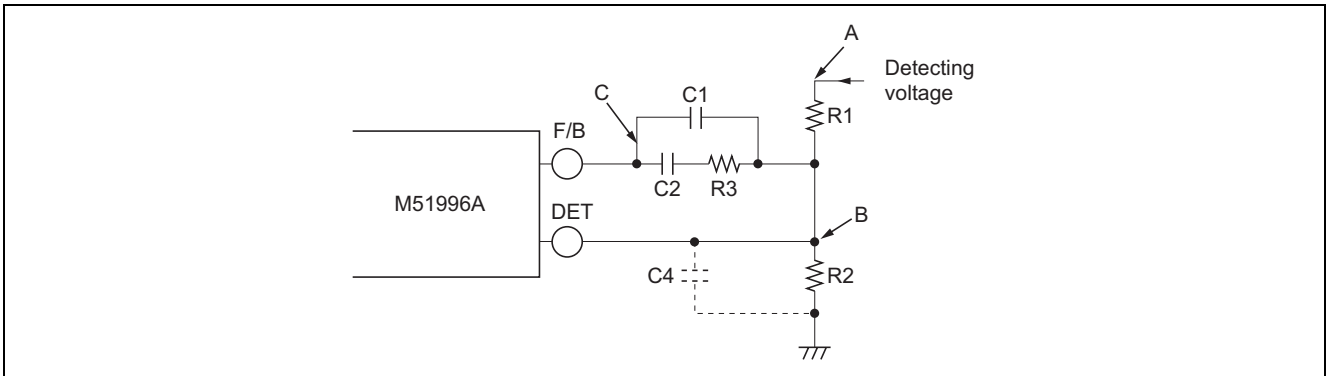 A
Detecting
voltage
C
C1
R1
F/B
C2
R3
M51996A
DET
B
C4
R2